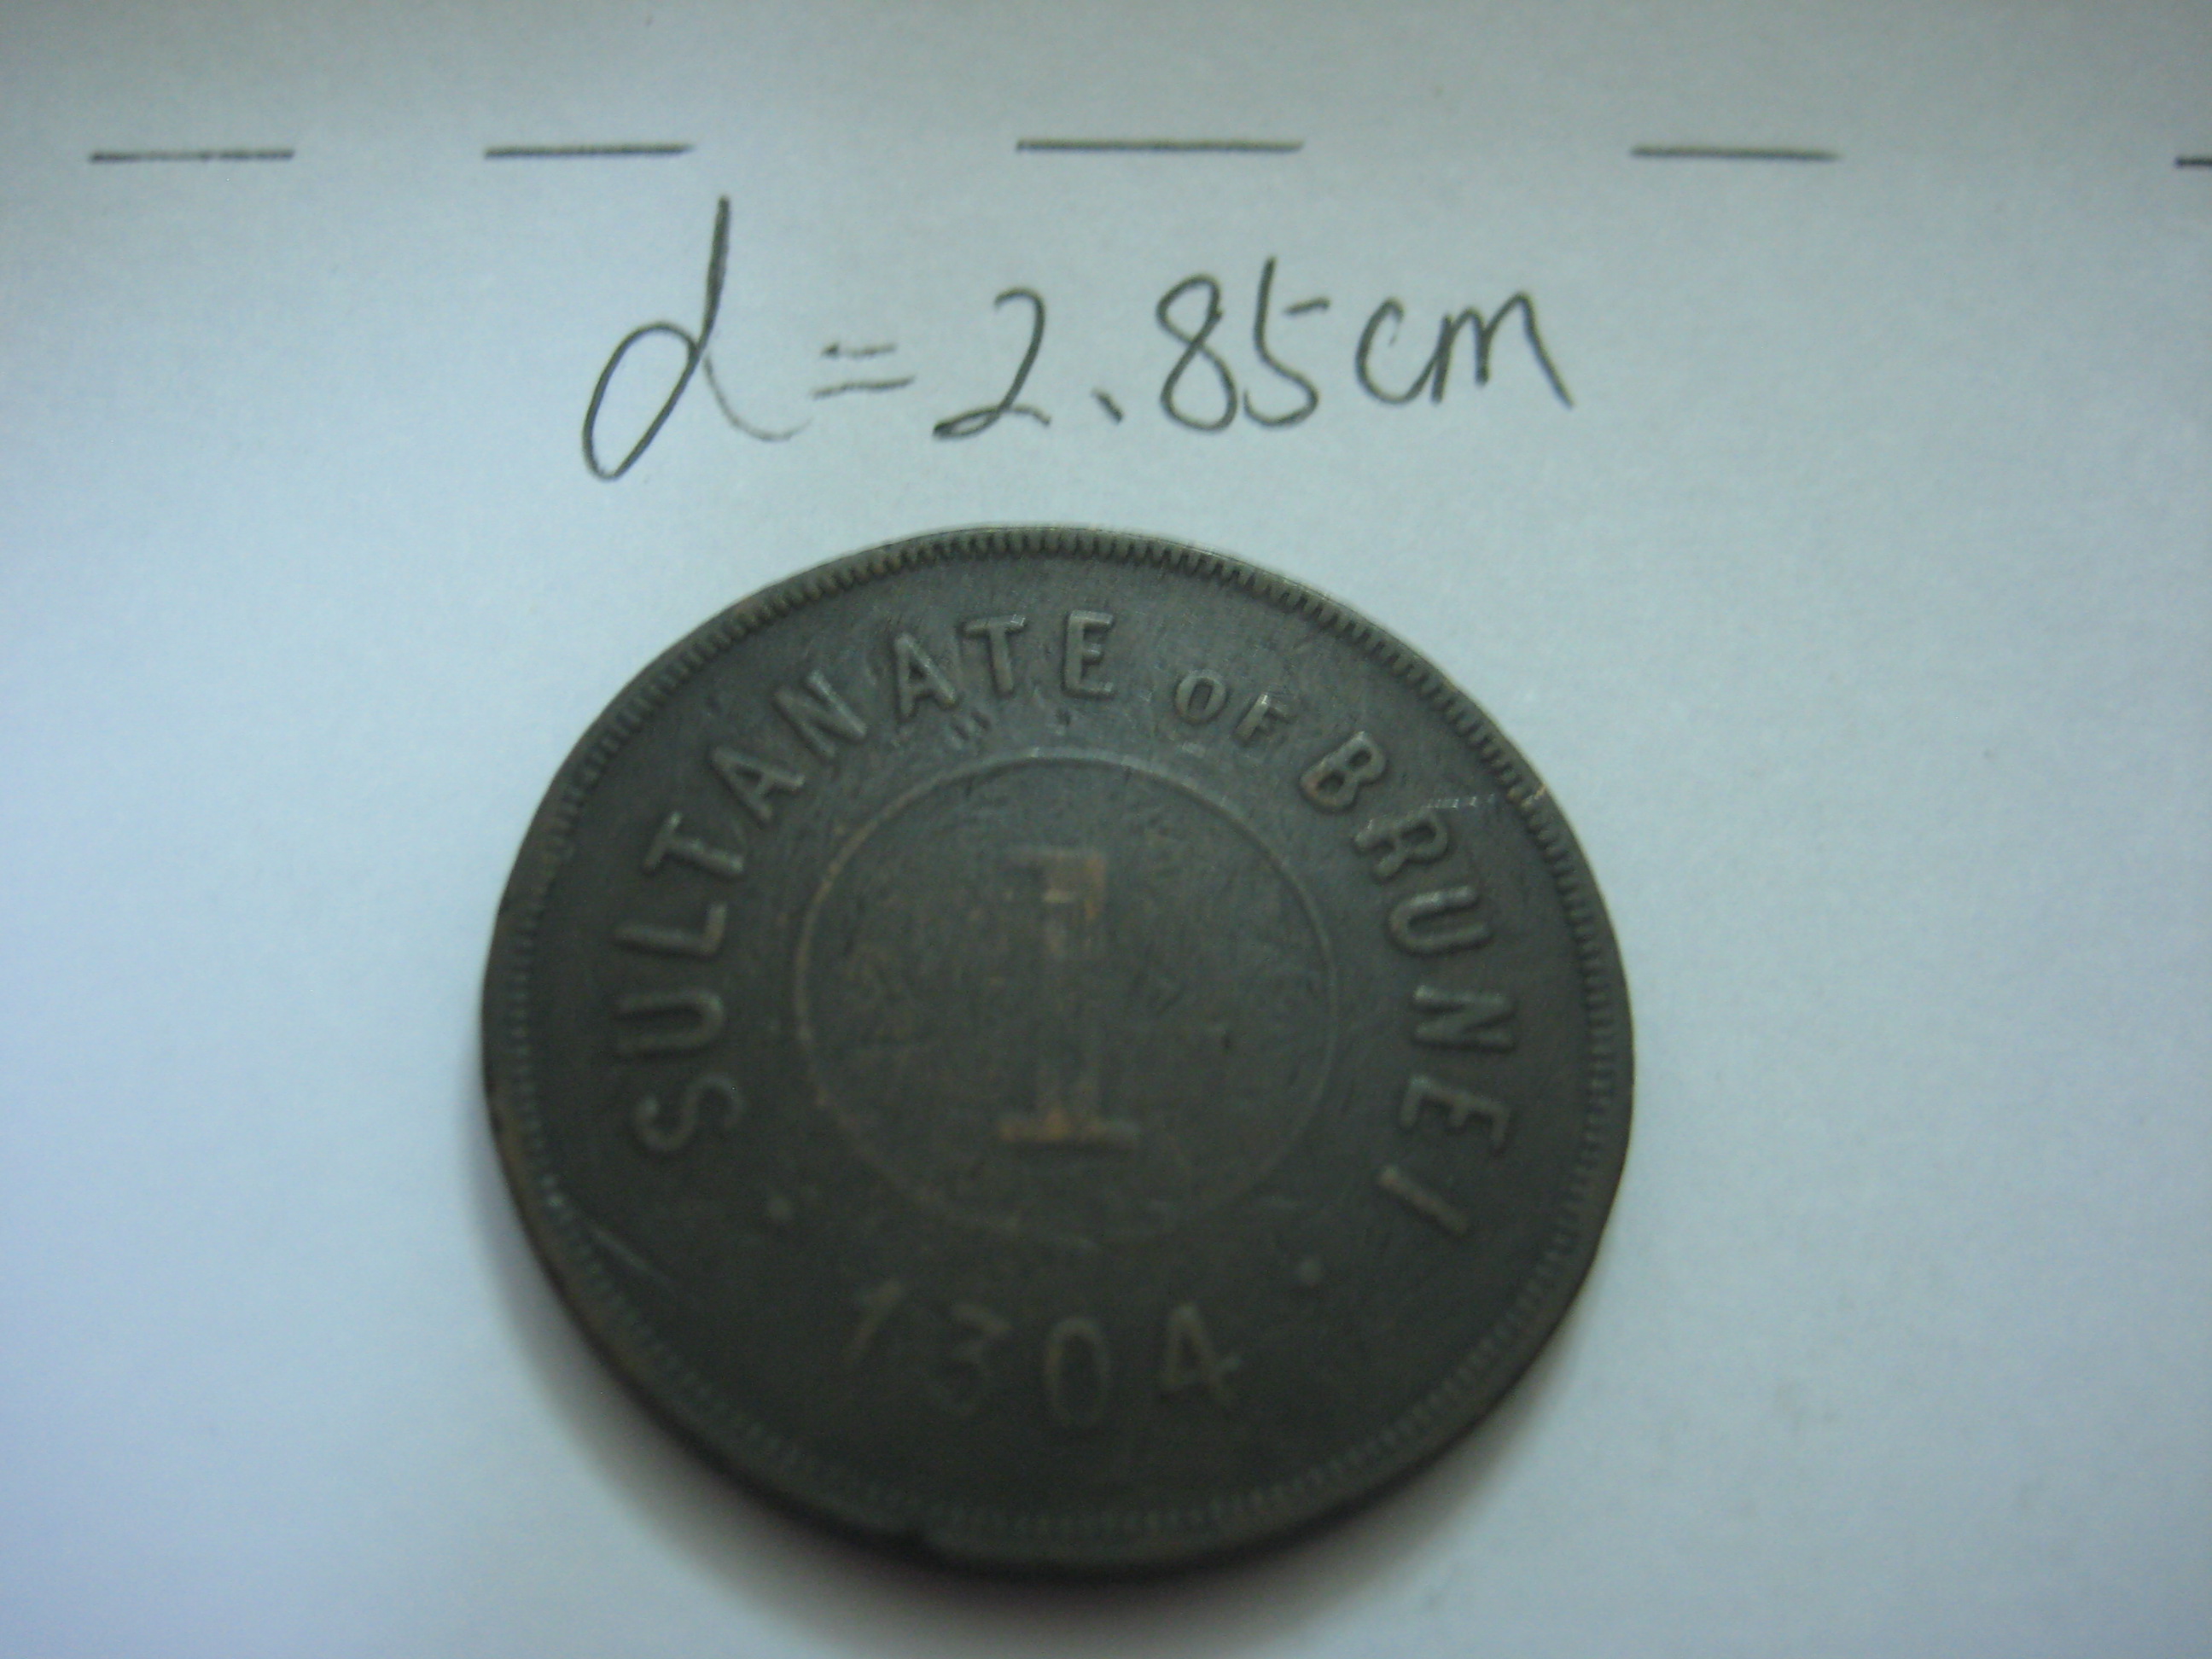 d = 2.85cm
SULTANATE OF BRUNEI
1
1304